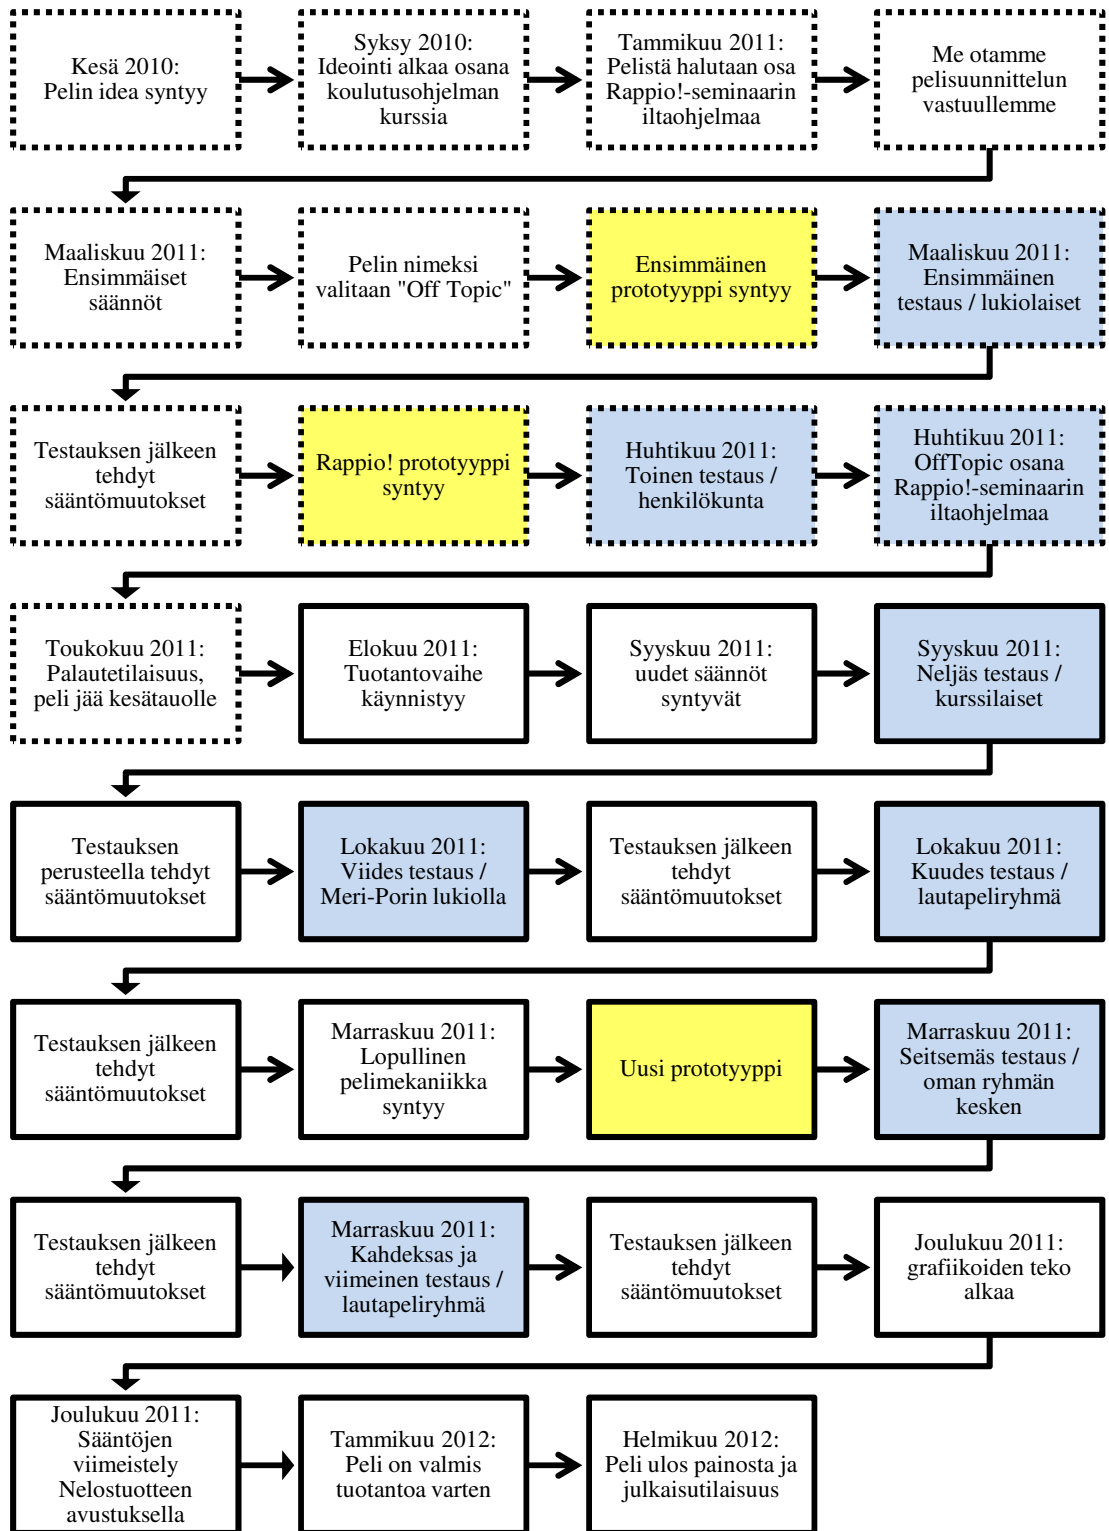 Kesä 2010:
Pelin idea syntyy
Syksy 2010:
Ideointi alkaa osana
koulutusohjelman
kurssia
Tammikuu 2011:
Pelistä halutaan osa
Rappio!-seminaarin
iltaohjelmaa
Me otamme
pelisuunnittelun
vastuullemme
Maaliskuu 2011:
Ensimmäiset
säännöt
Pelin nimeksi
valitaan "Off Topic"
Ensimmäinen
prototyyppi syntyy
Maaliskuu 2011:
Ensimmäinen
testaus / lukiolaiset
Testauksen jälkeen
tehdyt
sääntömuutokset
Rappio! prototyyppi
syntyy
Huhtikuu 2011:
Toinen testaus /
henkilökunta
Huhtikuu 2011:
OffTopic osana
Rappio!-seminaarin
iltaohjelmaa
Toukokuu 2011:
Palautetilaisuus,
peli jää kesätauolle
Elokuu 2011:
Tuotantovaihe
käynnistyy
Syyskuu 2011:
uudet säännöt
syntyvät
Syyskuu 2011:
Neljäs testaus /
kurssilaiset
Testauksen
perusteella tehdyt
sääntömuutokset
Lokakuu 2011:
Viides testaus /
Meri-Porin lukiolla
Testauksen jälkeen
tehdyt
sääntömuutokset
Lokakuu 2011:
Kuudes testaus /
lautapeliryhmä
Testauksen jälkeen
tehdyt
sääntömuutokset
Marraskuu 2011:
Lopullinen
pelimekaniikka
syntyy
Uusi prototyyppi
Marraskuu 2011:
Seitsemäs testaus /
oman ryhmän
kesken
Testauksen jälkeen
tehdyt
sääntömuutokset
Marraskuu 2011:
Kahdeksas ja
viimeinen testaus /
lautapeliryhmä
Testauksen jälkeen
tehdyt
sääntömuutokset
Joulukuu 2011:
grafiikoiden teko
alkaa
Joulukuu 2011:
Sääntöjen
viimeistely
Nelostuotteen
avustuksella
Tammikuu 2012:
Peli on valmis
tuotantoa varten
Helmikuu 2012:
Peli ulos painosta ja
julkaisutilaisuus